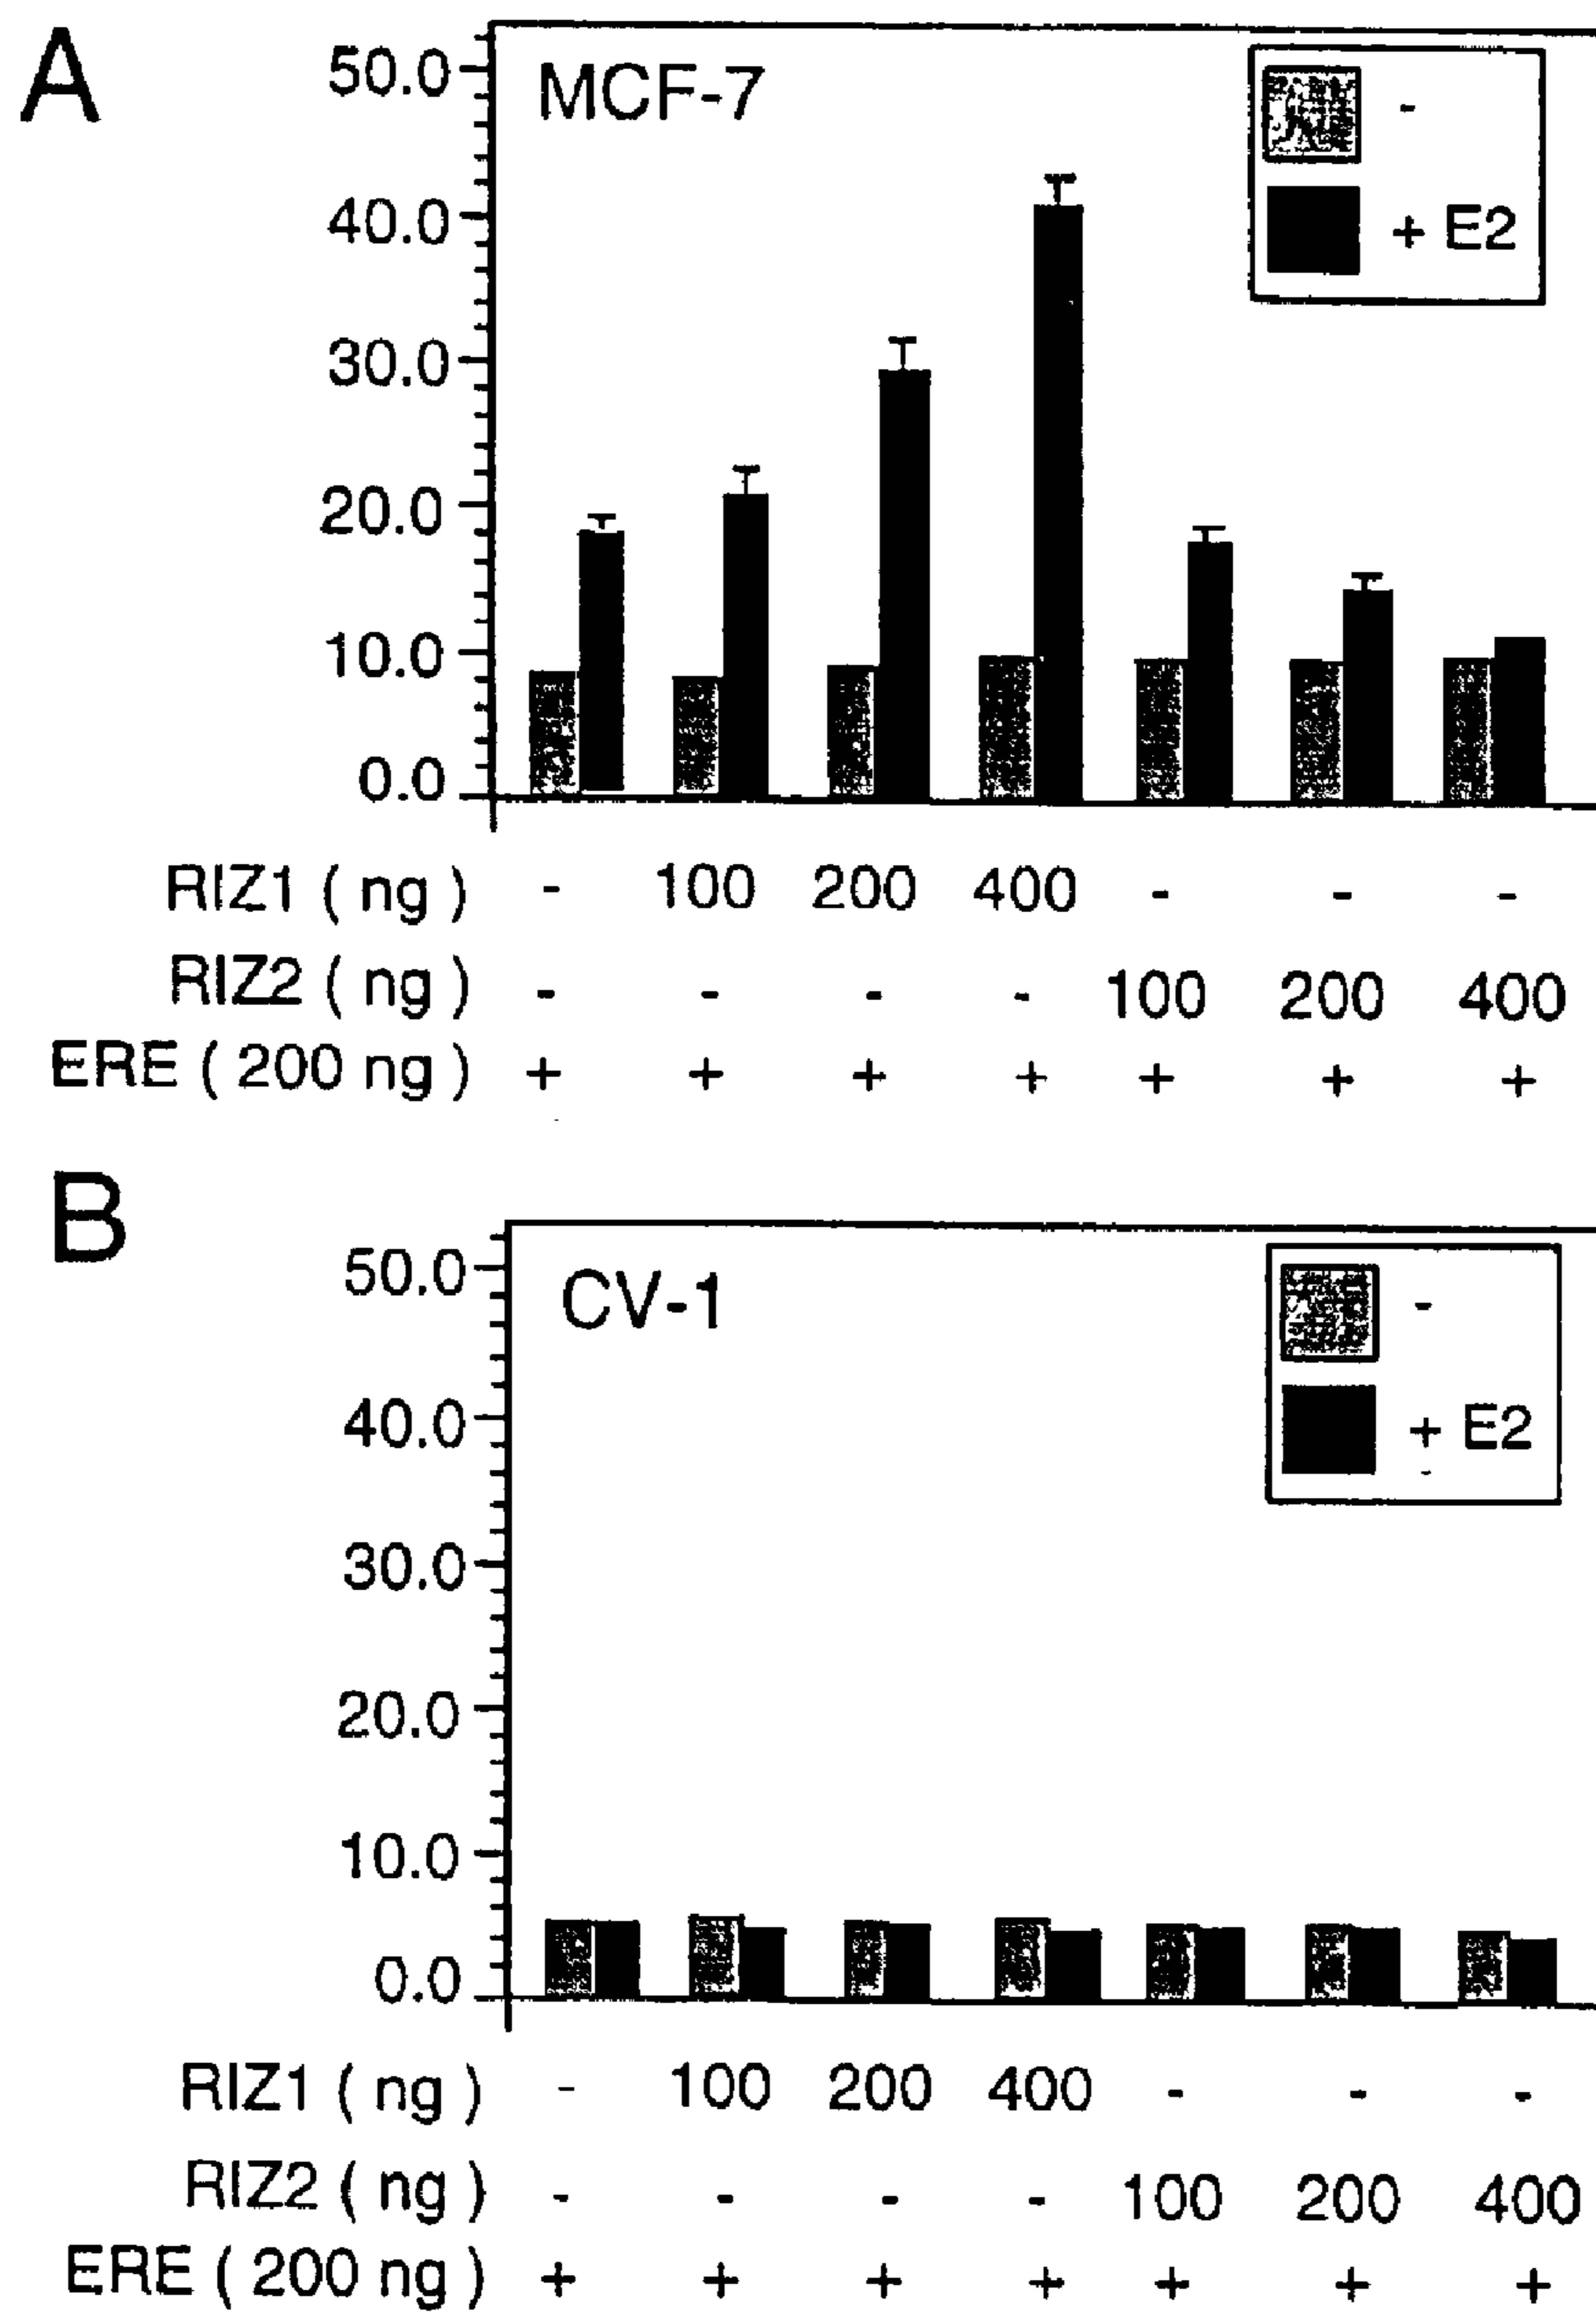 A
50.0
MCF-7
-
40.0
+ E2
30.0
20.0
10.0
0.0
RIZ1 ( ng ) - 100 200 400 - - -
RIZ2 ( ng ) - - - - 100 200 400
ERE ( 200 ng ) + + + + + + +
B
50.0
CV-1
-
40.0
+ E2
30.0
20.0
10.0
0.0
RIZ1 ( ng ) - 100 200 400 - - -
RIZ2 ( ng ) - - - - 100 200 400
ERE ( 200 ng ) + + + + + + +